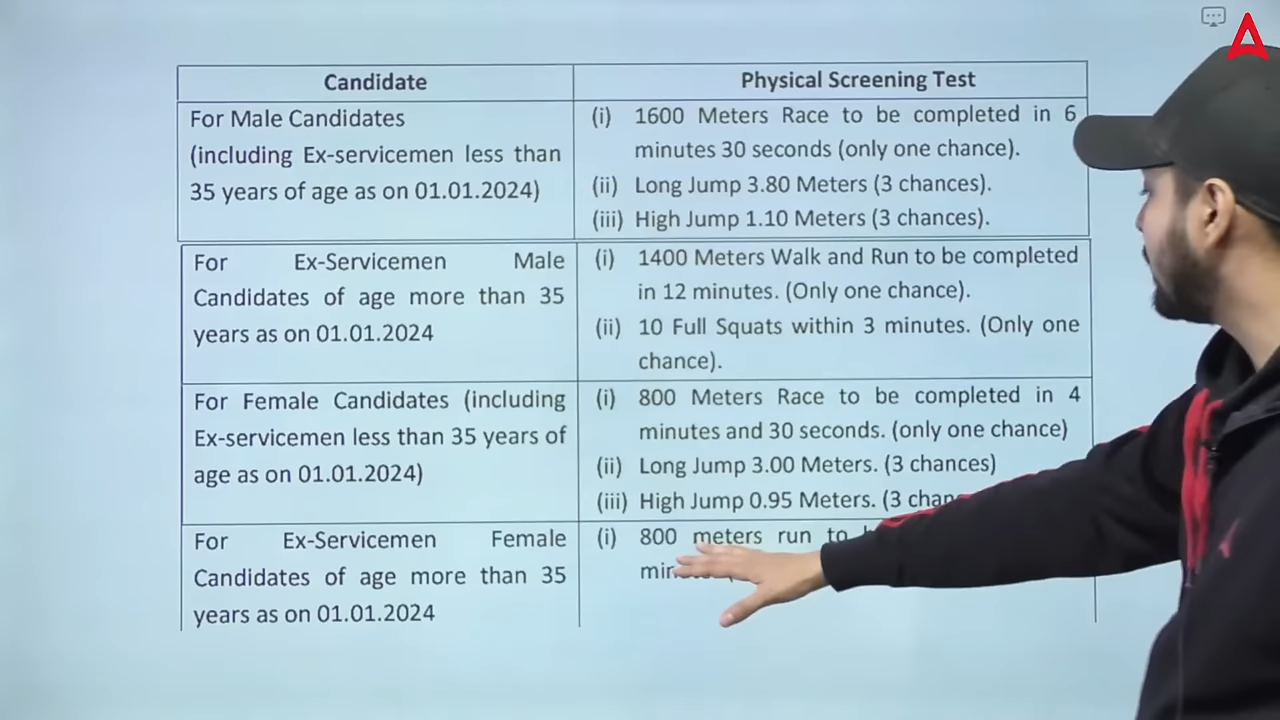 Candidate
Physical Screening Test
For Male Candidates
(including Ex-servicemen less than
35 years of age as on 01.01.2024)
(i) 1600 Meters Race to be completed in 6
minutes 30 seconds (only one chance).
(ii) Long Jump 3.80 Meters (3 chances).
(iii) High Jump 1.10 Meters (3 chances).
For Ex-Servicemen Male
Candidates of age more than 35
years as on 01.01.2024
(i) 1400 Meters Walk and Run to be completed
in 12 minutes. (Only one chance).
(ii) 10 Full Squats within 3 minutes. (Only one
chance).
For Female Candidates (including
Ex-servicemen less than 35 years of
age as on 01.01.2024)
(i) 800 Meters Race to be completed in 4
minutes and 30 seconds. (only one chance)
(ii) Long Jump 3.00 Meters. (3 chances)
(iii) High Jump 0.95 Meters. (3
For Ex-Servicemen Female
Candidates of age more than 35
years as on 01.01.2024
(i) 800 meters run to